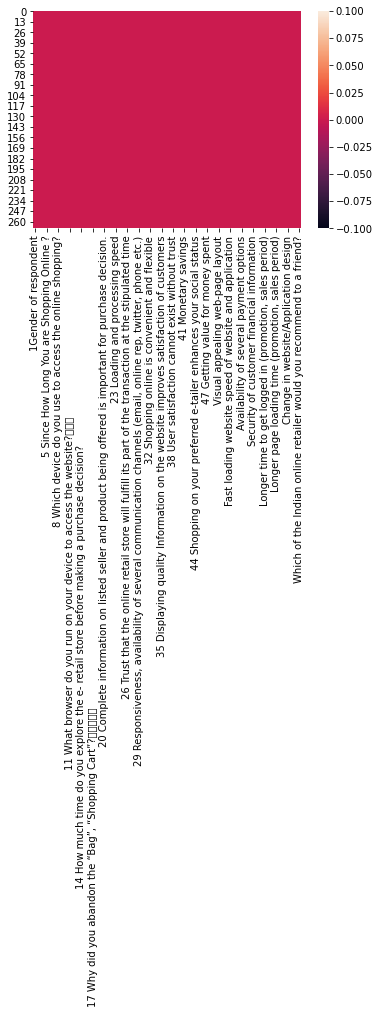 0
13
26
39
52
65
78
91
104
117
130
143
156
169
182
195
208
221
234
247
260
0.100
0.075
0.050
0.025
0.000
−0.025
−0.050
−0.075
−0.100
1Gender of respondent
5 Since How Long You are Shopping Online ?
8 Which device do you use to access the online shopping?
11 What browser do you run on your device to access the website?
14 How much time do you explore the e- retail store before making a purchase decision?
17 Why did you abandon the “Bag”, “Shopping Cart”?
20 Complete information on listed seller and product being offered is important for purchase decision.
23 Loading and processing speed
26 Trust that the online retail store will fulfill its part of the transaction at the stipulated time
29 Responsiveness, availability of several communication channels (email, online rep, twitter, phone etc.)
32 Shopping online is convenient and flexible
35 Displaying quality Information on the website improves satisfaction of customers
38 User satisfaction cannot exist without trust
41 Monetary savings
44 Shopping on your preferred e-tailer enhances your social status
47 Getting value for money spent
Visual appealing web-page layout
Fast loading website speed of website and application
Availability of several payment options
Security of customer financial information
Longer time to get logged in (promotion, sales period)
Longer page loading time (promotion, sales period)
Change in website/Application design
Which of the Indian online retailer would you recommend to a friend?